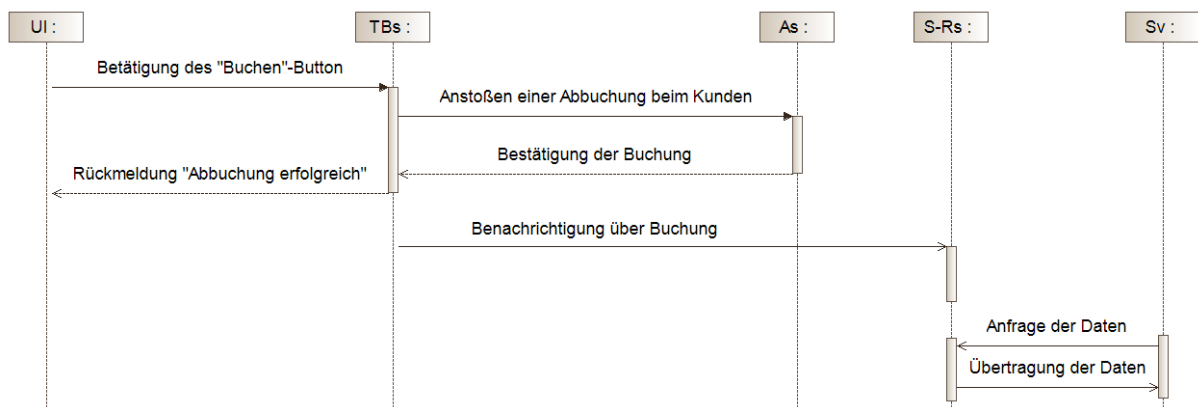 UI :
TBs :
As :
S-Rs :
Sv :
Betätigung des "Buchen"-Button
Anstoßen einer Abbuchung beim Kunden
Bestätigung der Buchung
Rückmeldung "Abbuchung erfolgreich"
Benachrichtigung über Buchung
Anfrage der Daten
Übertragung der Daten